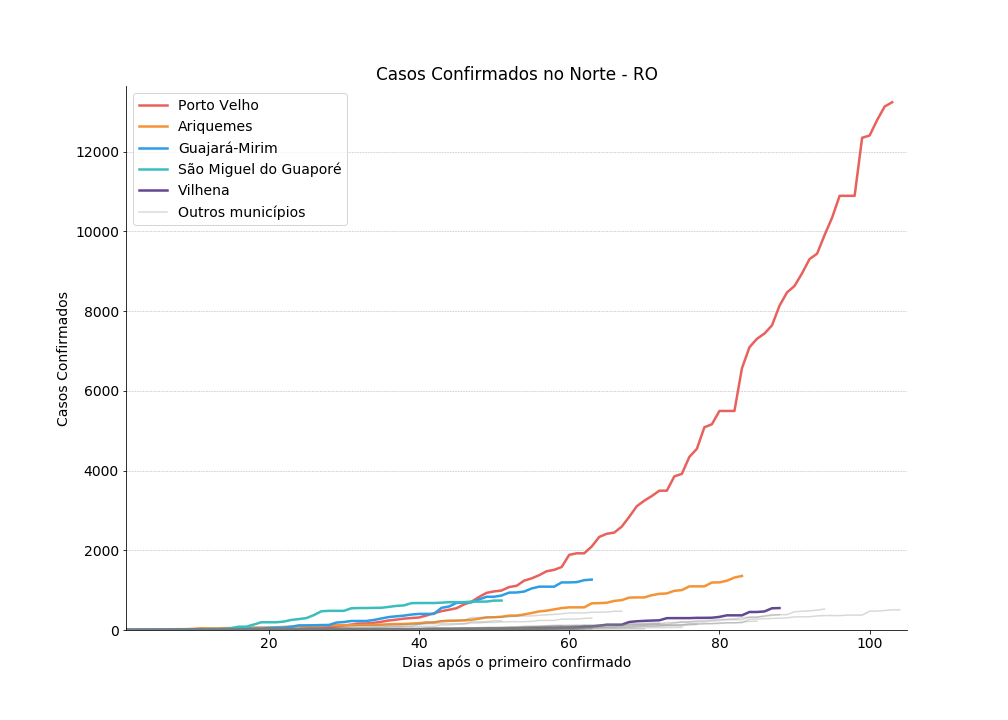 Casos Confirmados no Norte - RO
Porto Velho
Ariquemes
Guajará-Mirim
São Miguel do Guaporé
Vilhena
Outros municípios
Casos Confirmados
12000
10000
8000
6000
4000
2000
0
20
40
60
80
100
Dias após o primeiro confirmado